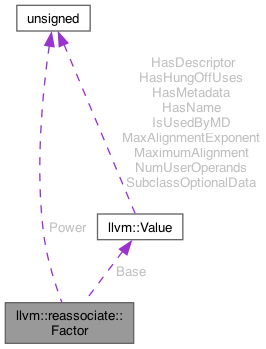 unsigned
HasDescriptor
HasHungOffUses
HasMetadata
HasName
IsUsedByMD
MaxAlignmentExponent
MaximumAlignment
NumUserOperands
SubclassOptionalData
Power
llvm::Value
Base
llvm::reassociate::
Factor